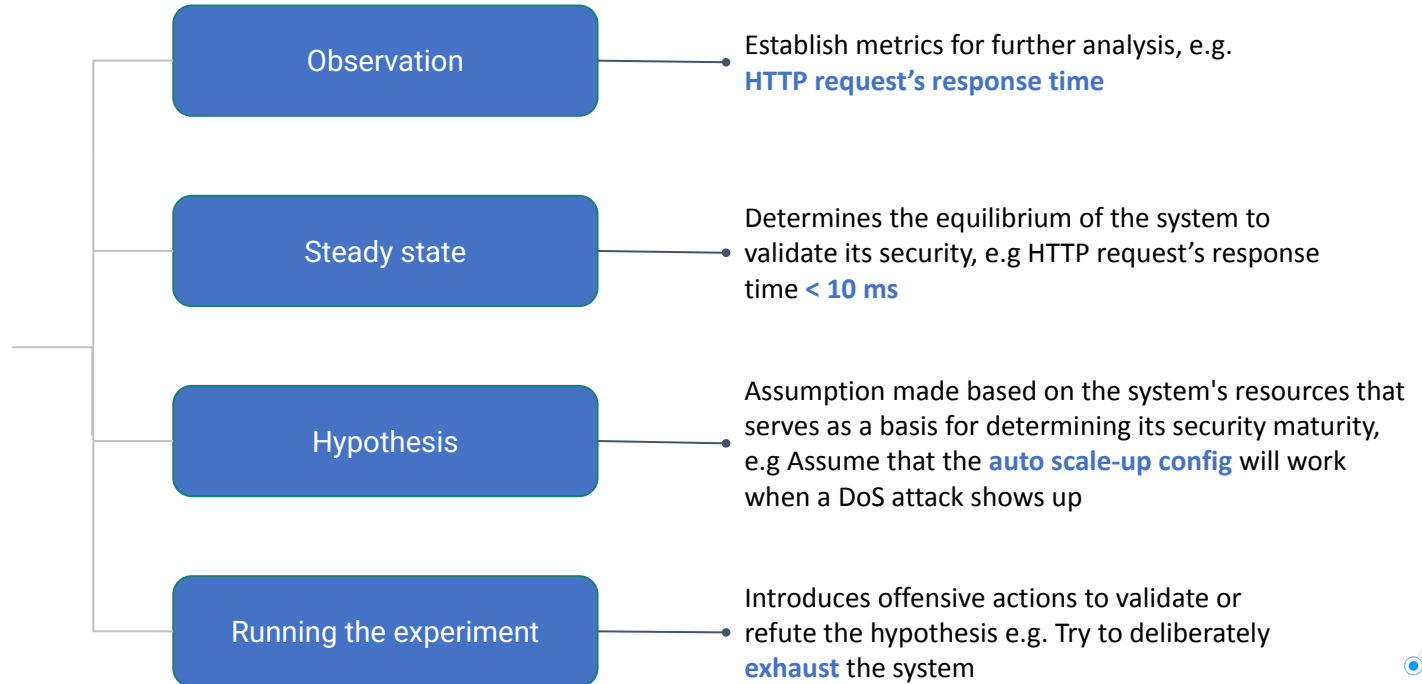 Observation
Establish metrics for further analysis, e.g.
HTTP request’s response time
Steady state
Determines the equilibrium of the system to
validate its security, e.g HTTP request’s response
time < 10 ms
Hypothesis
Assumption made based on the system's resources that
serves as a basis for determining its security maturity,
e.g Assume that the auto scale-up config will work
when a DoS attack shows up
Running the experiment
Introduces offensive actions to validate or
refute the hypothesis e.g. Try to deliberately
exhaust the system